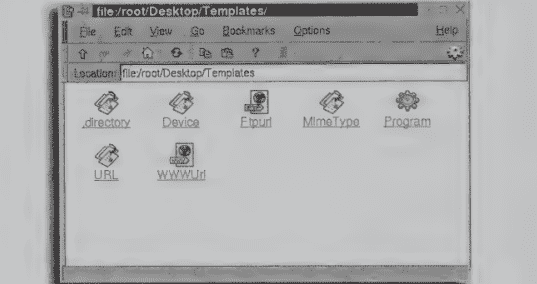 file:/root/Desktop/Templates/
File Edit View Go Bookmarks Options Help
Location: file:/root/Desktop/Templates
.directory Device Ftpurl MimeType Program
URL WWWUrl